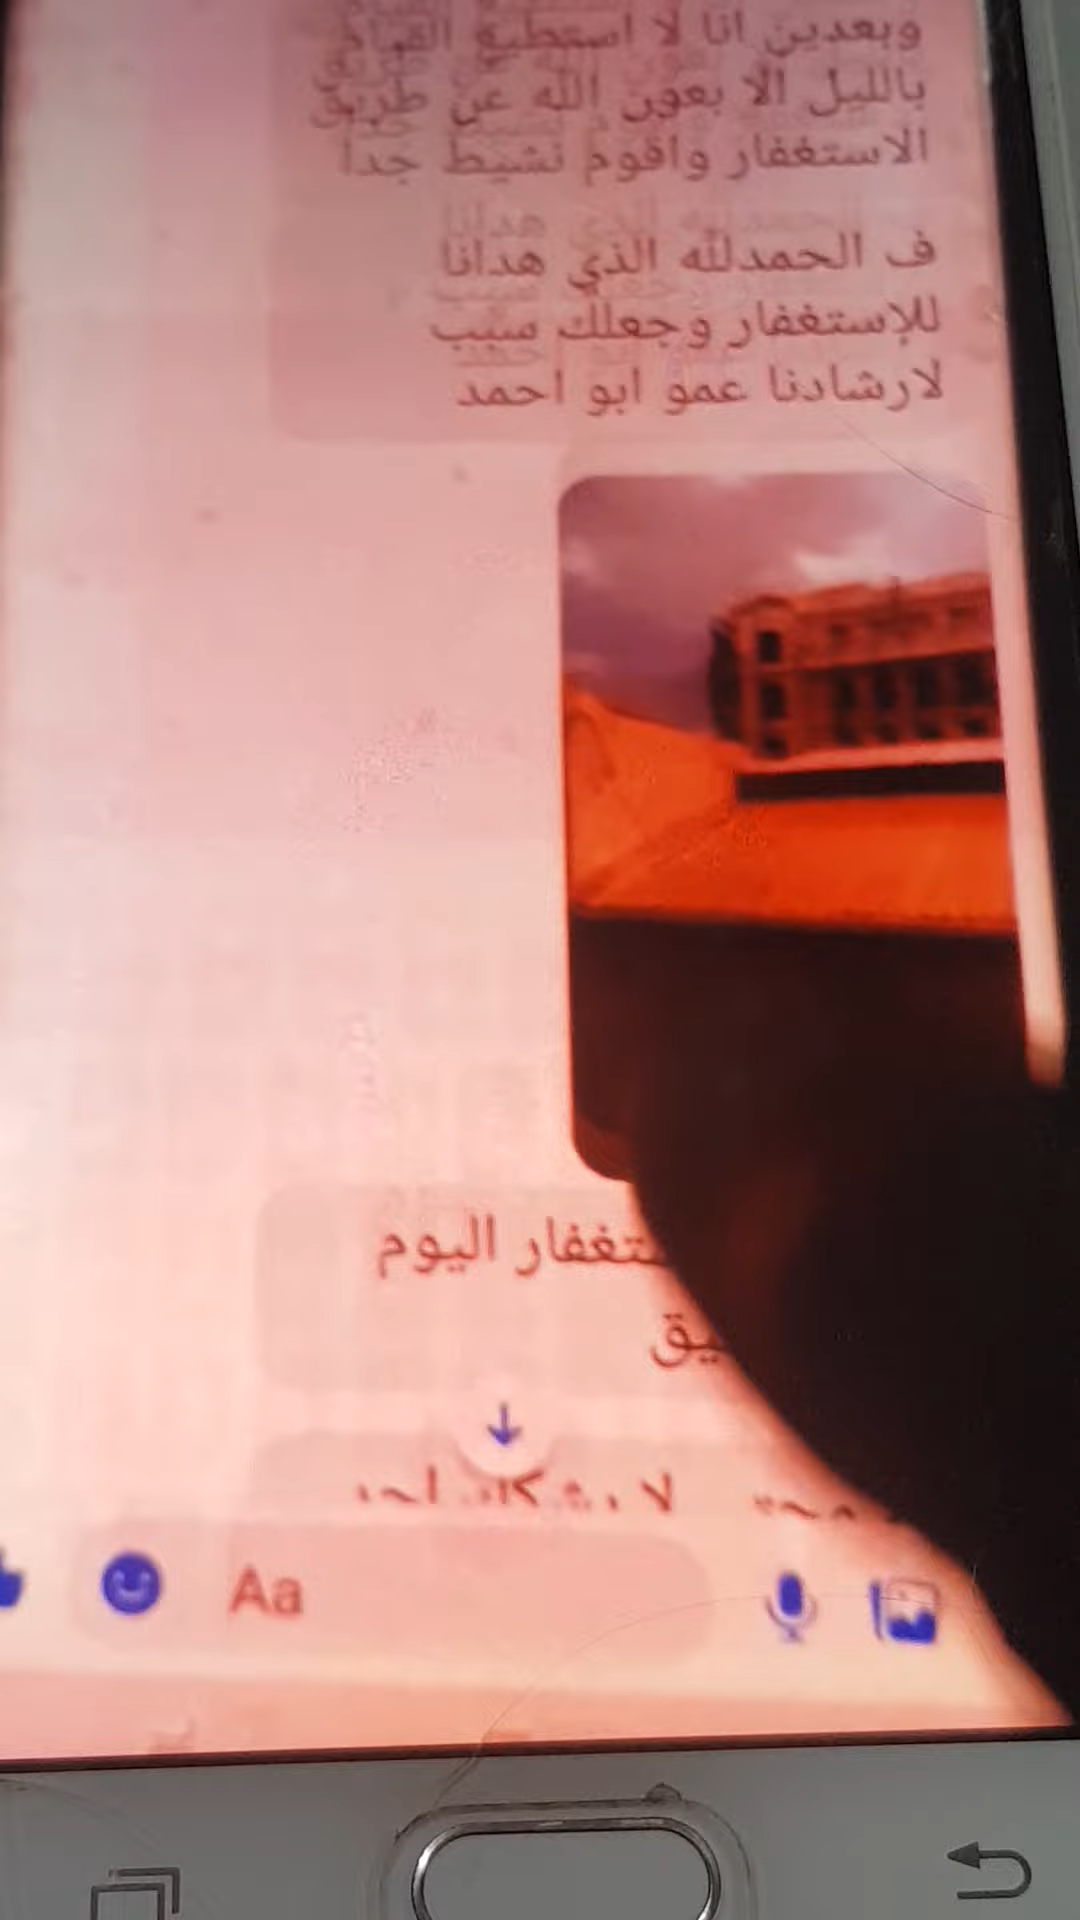 وبعدين انا لا استطيع القيام
بالليل الا بعون الله عن طريق
الاستغفار واقوم نشيط جدا
ف الحمدلله الذي هدانا
للإستغفار وجعلك سبب
لارشادنا عمو ابو احمد
اليوم
Aa